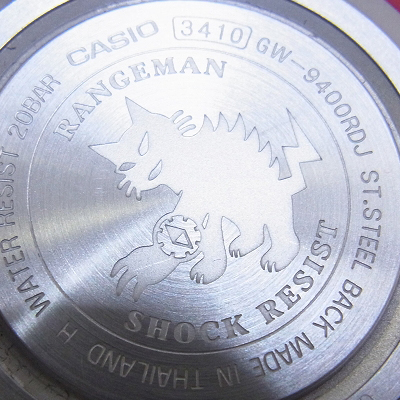 CASIO 3410 GW-9400RDJ ST.STEEL BACK MADE IN THAILAND H WATER RESIST 20BAR
RANGEMAN
SHOCK RESIST